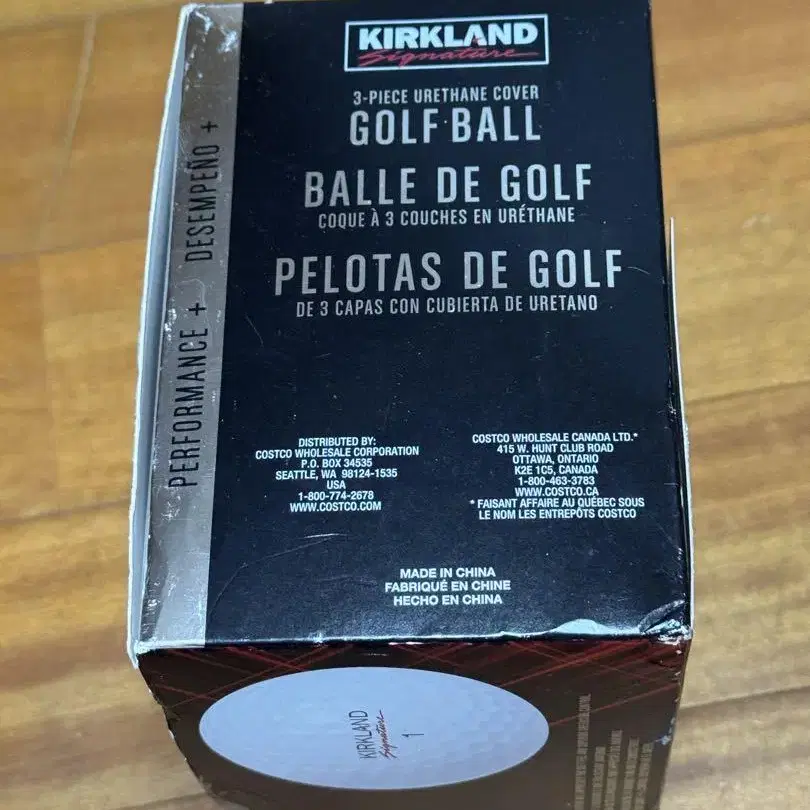 KIRKLAND
Signature
3-PIECE URETHANE COVER
GOLF BALL
BALLE DE GOLF
COQUE À 3 COUCHES EN URÉTHANE
PELOTAS DE GOLF
DE 3 CAPAS CON CUBIERTA DE URETANO
PERFORMANCE + DESEMPEÑO +
DISTRIBUTED BY:
COSTCO WHOLESALE CORPORATION
P.O. BOX 34535
SEATTLE, WA 98124-1535
USA
1-800-774-2678
WWW.COSTCO.COM
COSTCO WHOLESALE CANADA LTD.*
415 W. HUNT CLUB ROAD
OTTAWA, ONTARIO
K2E 1C5, CANADA
1-800-463-3783
WWW.COSTCO.CA
* FAISANT AFFAIRE AU QUÉBEC SOUS
LE NOM LES ENTREPÔTS COSTCO
MADE IN CHINA
FABRIQUÉ EN CHINE
HECHO EN CHINA
KIRKLAND
Signature
1